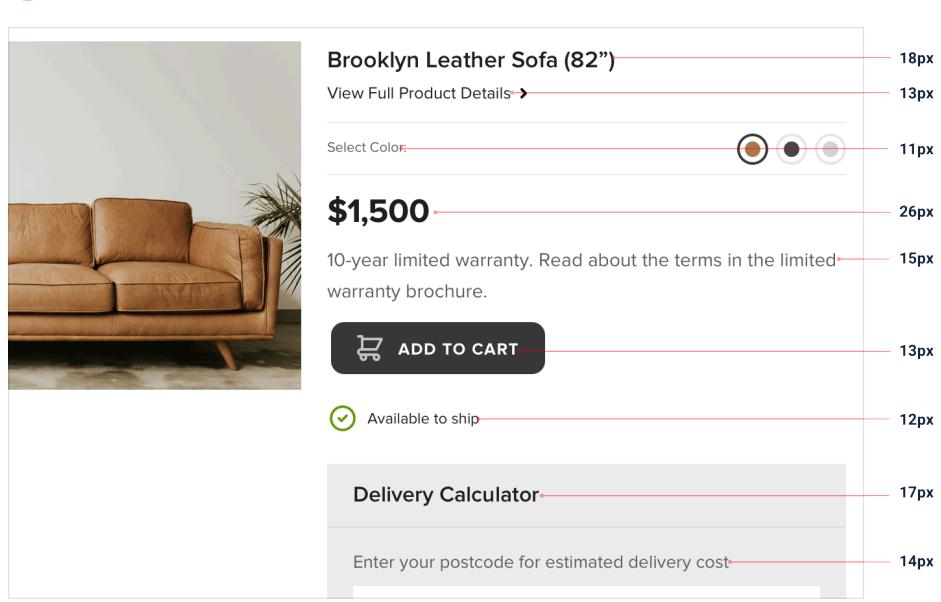 Brooklyn Leather Sofa (82”)
18px
View Full Product Details
13px
Select Color:
11px
$1,500
26px
10-year limited warranty. Read about the terms in the limited
15px
warranty brochure.
ADD TO CART
13px
Available to ship
12px
Delivery Calculator
17px
Enter your postcode for estimated delivery cost
14px